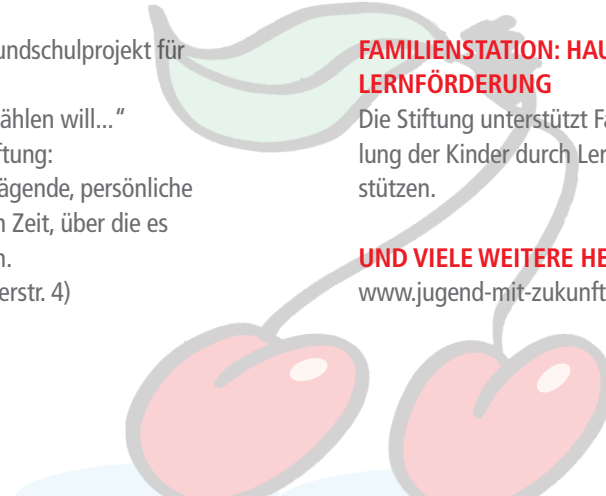 undschulprojekt für
ählen will...“
ftung:
ägende, persönliche
n Zeit, über die es
n.
erstr. 4)
FAMILIENSTATION: HAU
LERNFÖRDERUNG
Die Stiftung unterstützt Fa
lung der Kinder durch Ler
stützen.
UND VIELE WEITERE HE
www.jugend-mit-zukunft